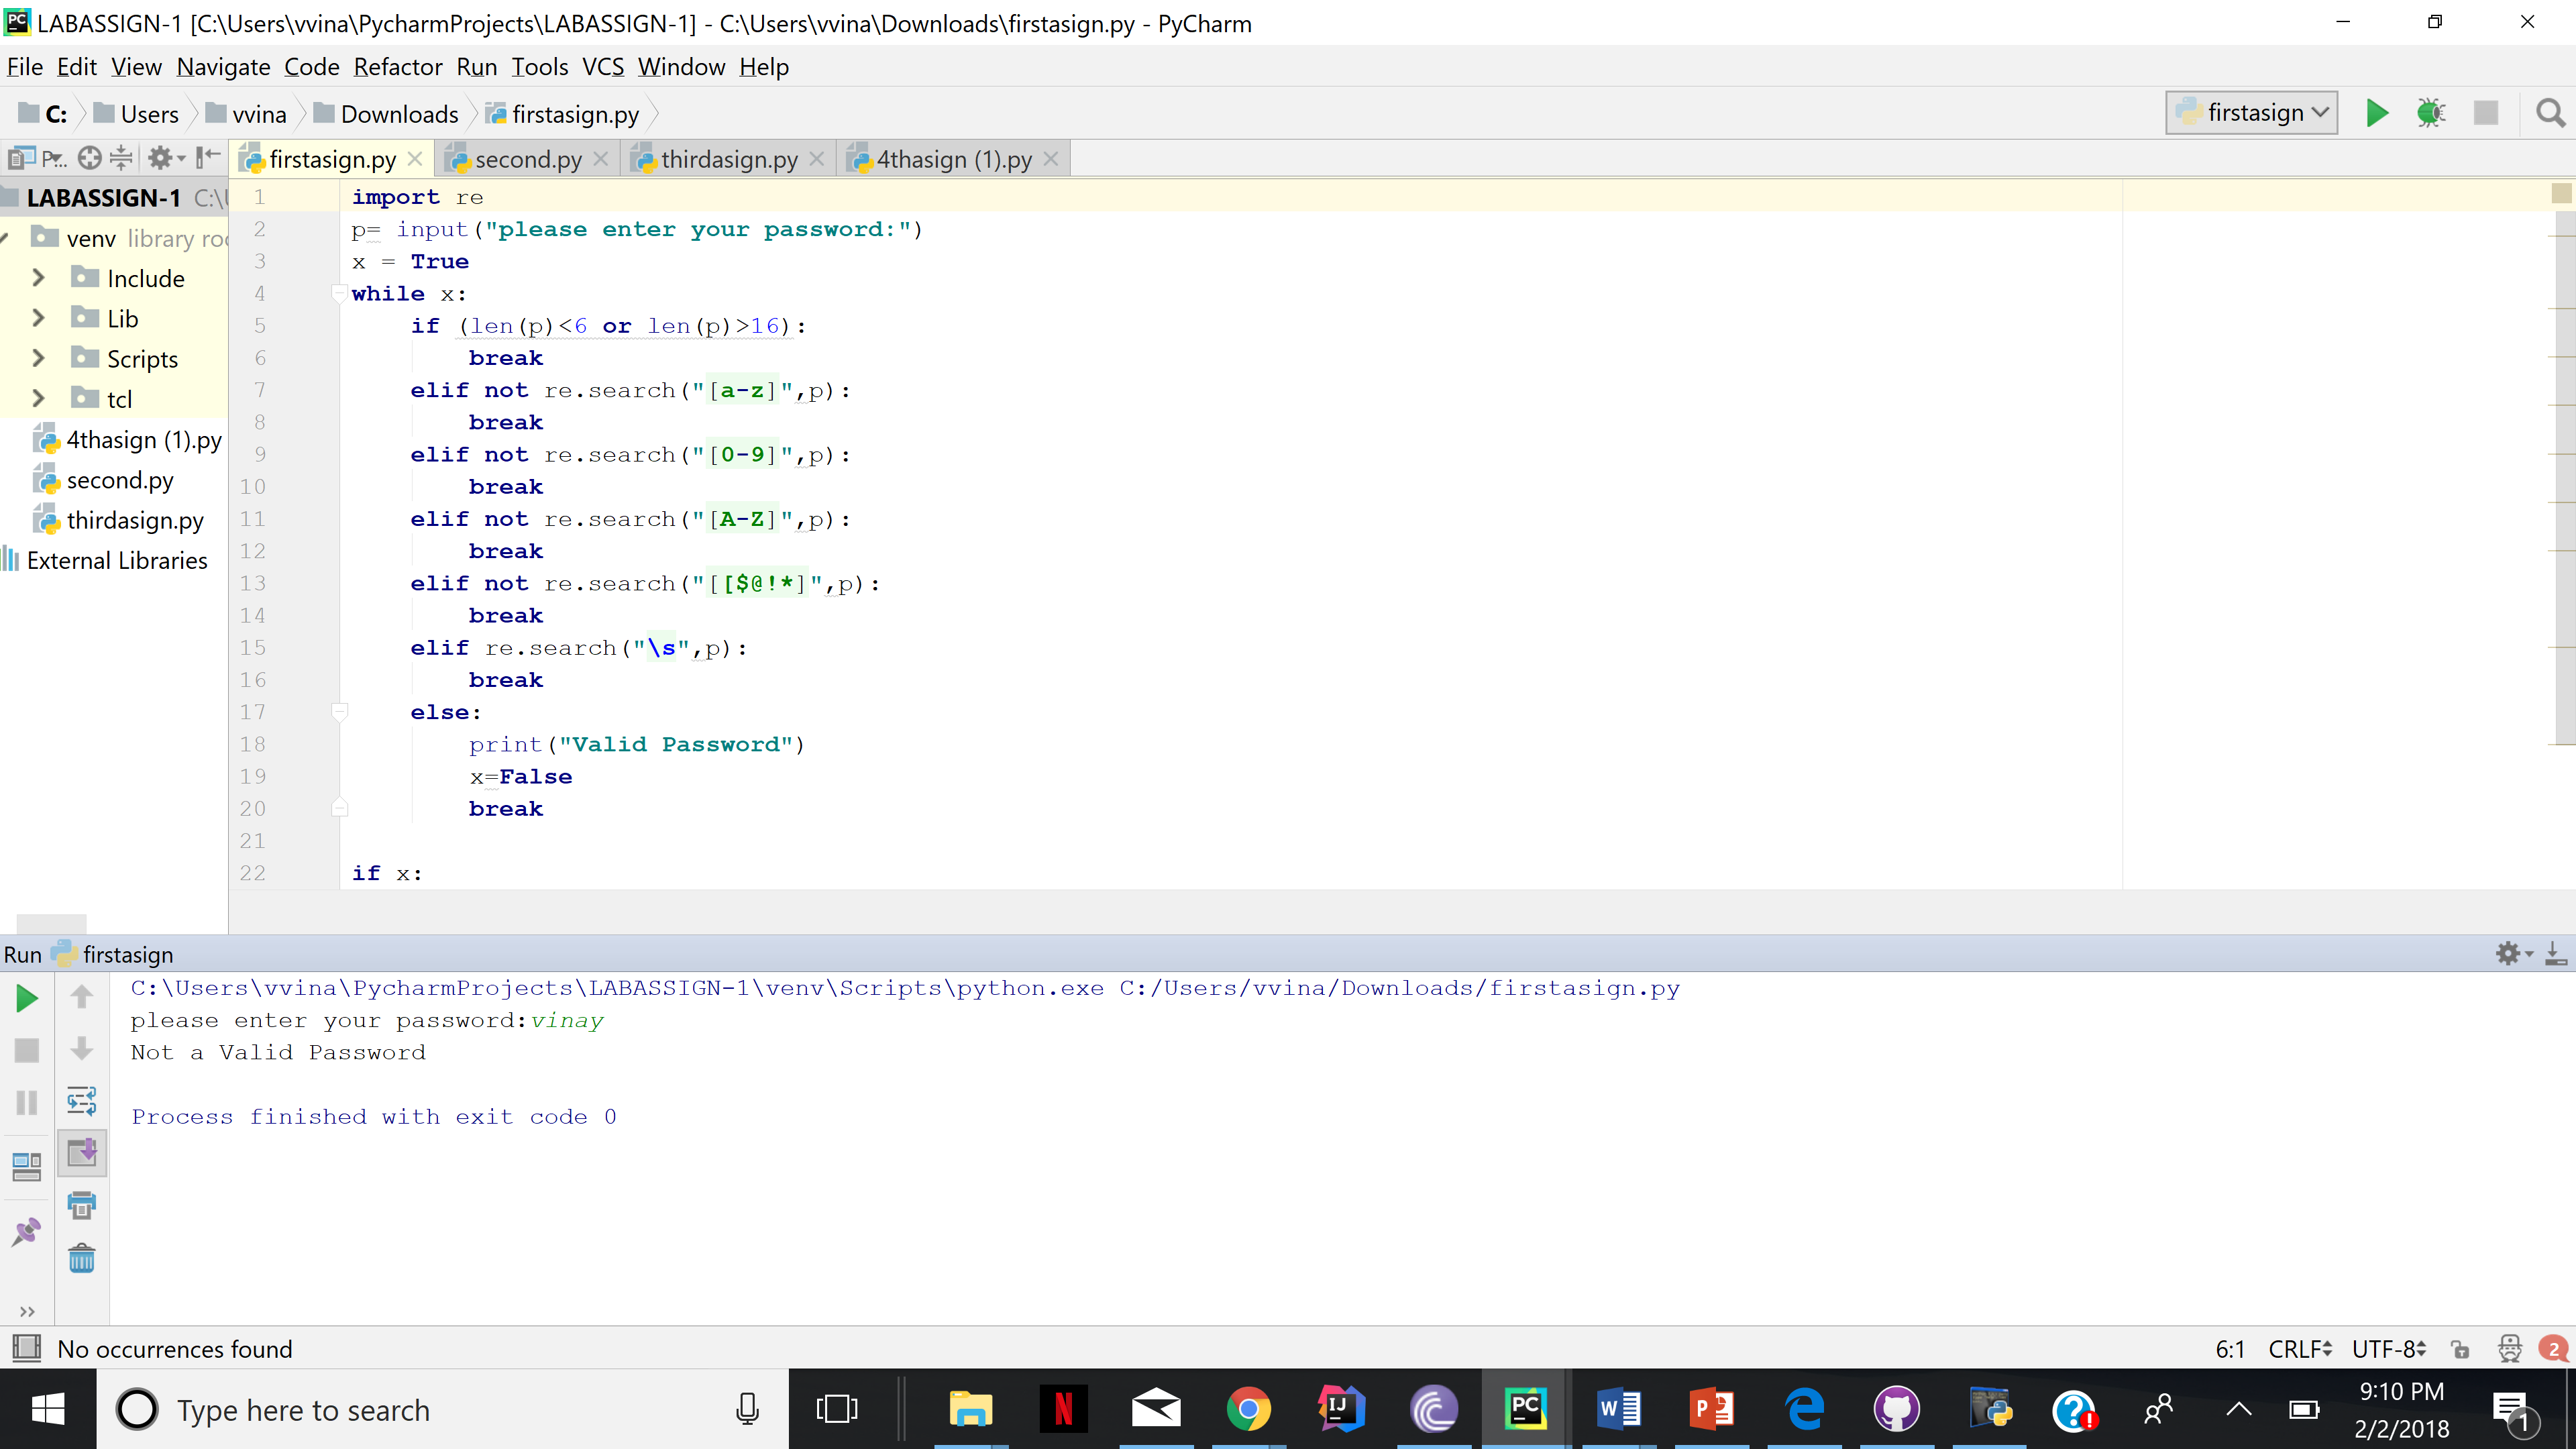 LABASSIGN-1 [C:\Users\vvina\PycharmProjects\LABASSIGN-1] - C:\Users\vvina\Downloads\firstasign.py - PyCharm
File Edit View Navigate Code Refactor Run Tools VCS Window Help
C: Users vvina Downloads firstasign.py
firstasign
P... firstasign.py second.py thirdasign.py 4thasign (1).py
LABASSIGN-1 C:\
venv library ro
Include
Lib
Scripts
tcl
4thasign (1).py
second.py
thirdasign.py
External Libraries
1 import re
2 p= input("please enter your password:")
3 x = True
4 while x:
5 if (len(p)<6 or len(p)>16):
6 break
7 elif not re.search("[a-z]",p):
8 break
9 elif not re.search("[0-9]",p):
10 break
11 elif not re.search("[A-Z]",p):
12 break
13 elif not re.search("[[$@!*]",p):
14 break
15 elif re.search("\s",p):
16 break
17 else:
18 print("Valid Password")
19 x=False
20 break
21
22 if x:
Run firstasign
C:\Users\vvina\PycharmProjects\LABASSIGN-1\venv\Scripts\python.exe C:/Users/vvina/Downloads/firstasign.py
please enter your password:vinay
Not a Valid Password
Process finished with exit code 0
No occurrences found
6:1 CRLF UTF-8 2
Type here to search
9:10 PM
2/2/2018
1